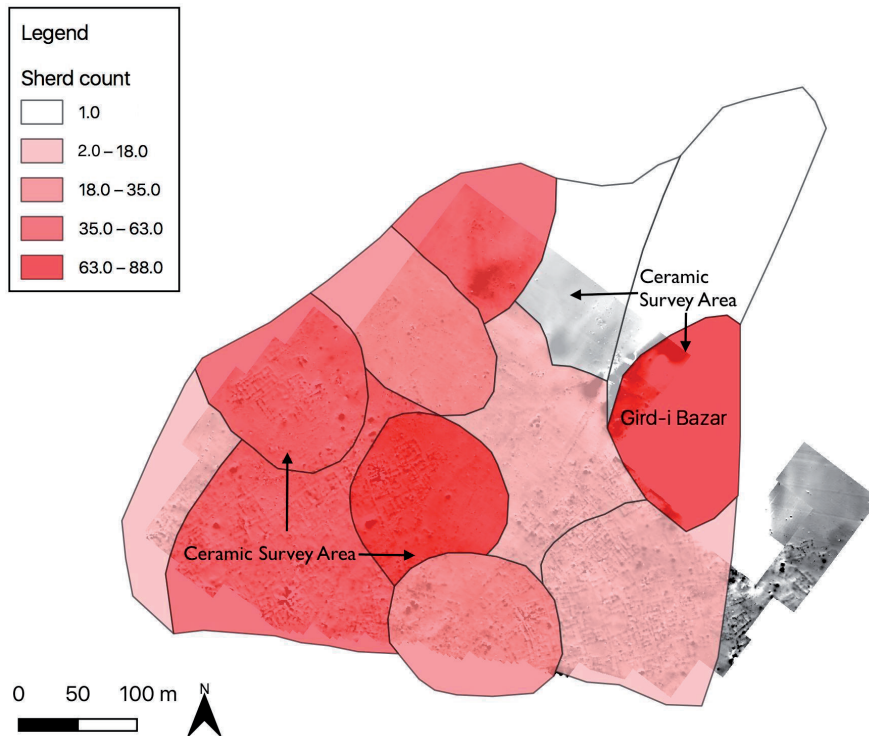 Legend
Sherd count
1.0
2.0 – 18.0
18.0 – 35.0
35.0 – 63.0
63.0 – 88.0
Ceramic
Survey Area
Gird-i Bazar
Ceramic Survey Area
0 50 100 m
N